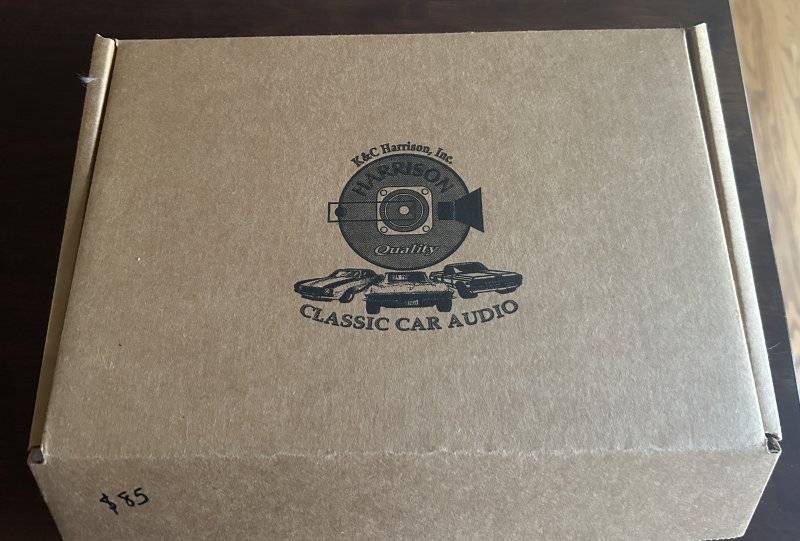 K&C Harrison, Inc.
HARRISON
Quality
CLASSIC CAR AUDIO
$85